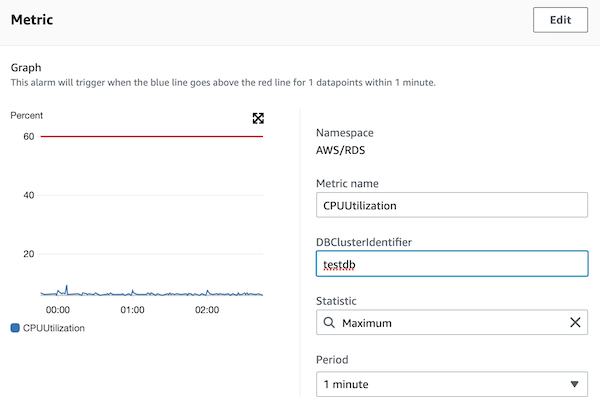 Metric
Edit
Graph
This alarm will trigger when the blue line goes above the red line for 1 datapoints within 1 minute.
Percent
60
40
20
00:00 01:00 02:00
CPUUtilization
Namespace
AWS/RDS
Metric name
CPUUtilization
DBClusterIdentifier
testdb
Statistic
Maximum
Period
1 minute